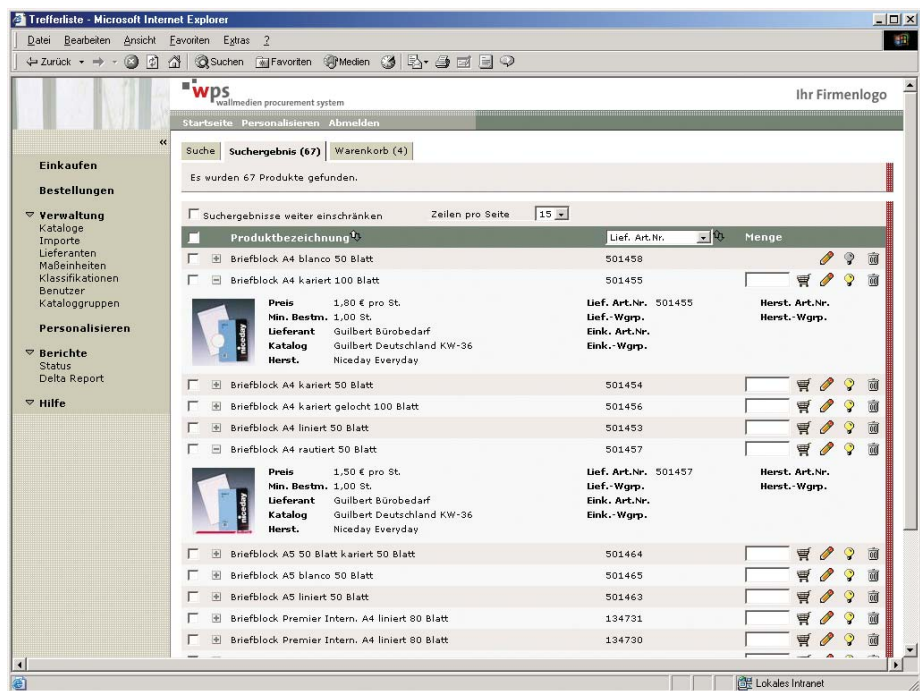 Trefferliste - Microsoft Internet Explorer
Datei Bearbeiten Ansicht Favoriten Extras ?
Zurück Suchen Favoriten Medien
wps
wallmedien procurement system
Ihr Firmenlogo
Startseite Personalisieren Abmelden
«
Einkaufen
Bestellungen
Verwaltung
Kataloge
Importe
Lieferanten
Maßeinheiten
Klassifikationen
Benutzer
Kataloggruppen
Personalisieren
Berichte
Status
Delta Report
Hilfe
Suche Suchergebnis (67) Warenkorb (4)
Es wurden 67 Produkte gefunden.
Suchergebnisse weiter einschränken Zeilen pro Seite 15
Produktbezeichnung Lief. Art.Nr. Menge
Briefblock A4 blanco 50 Blatt 501458
Briefblock A4 kariert 100 Blatt 501455
niceday
Preis 1,80 € pro St. Lief. Art.Nr. 501455 Herst. Art.Nr.
Min. Bestm. 1,00 St. Lief.-Wgrp. Herst.-Wgrp.
Lieferant Guilbert Bürobedarf Eink. Art.Nr.
Katalog Guilbert Deutschland KW-36 Eink.-Wgrp.
Herst. Niceday Everyday
Briefblock A4 kariert 50 Blatt 501454
Briefblock A4 kariert gelocht 100 Blatt 501456
Briefblock A4 liniert 50 Blatt 501453
Briefblock A4 rautiert 50 Blatt 501457
niceday
Preis 1,50 € pro St. Lief. Art.Nr. 501457 Herst. Art.Nr.
Min. Bestm. 1,00 St. Lief.-Wgrp. Herst.-Wgrp.
Lieferant Guilbert Bürobedarf Eink. Art.Nr.
Katalog Guilbert Deutschland KW-36 Eink.-Wgrp.
Herst. Niceday Everyday
Briefblock A5 50 Blatt kariert 50 Blatt 501464
Briefblock A5 blanco 50 Blatt 501465
Briefblock A5 liniert 50 Blatt 501463
Briefblock Premier Intern. A4 liniert 80 Blatt 134731
Briefblock Premier Intern. A4 liniert 80 Blatt 134730
Lokales Intranet